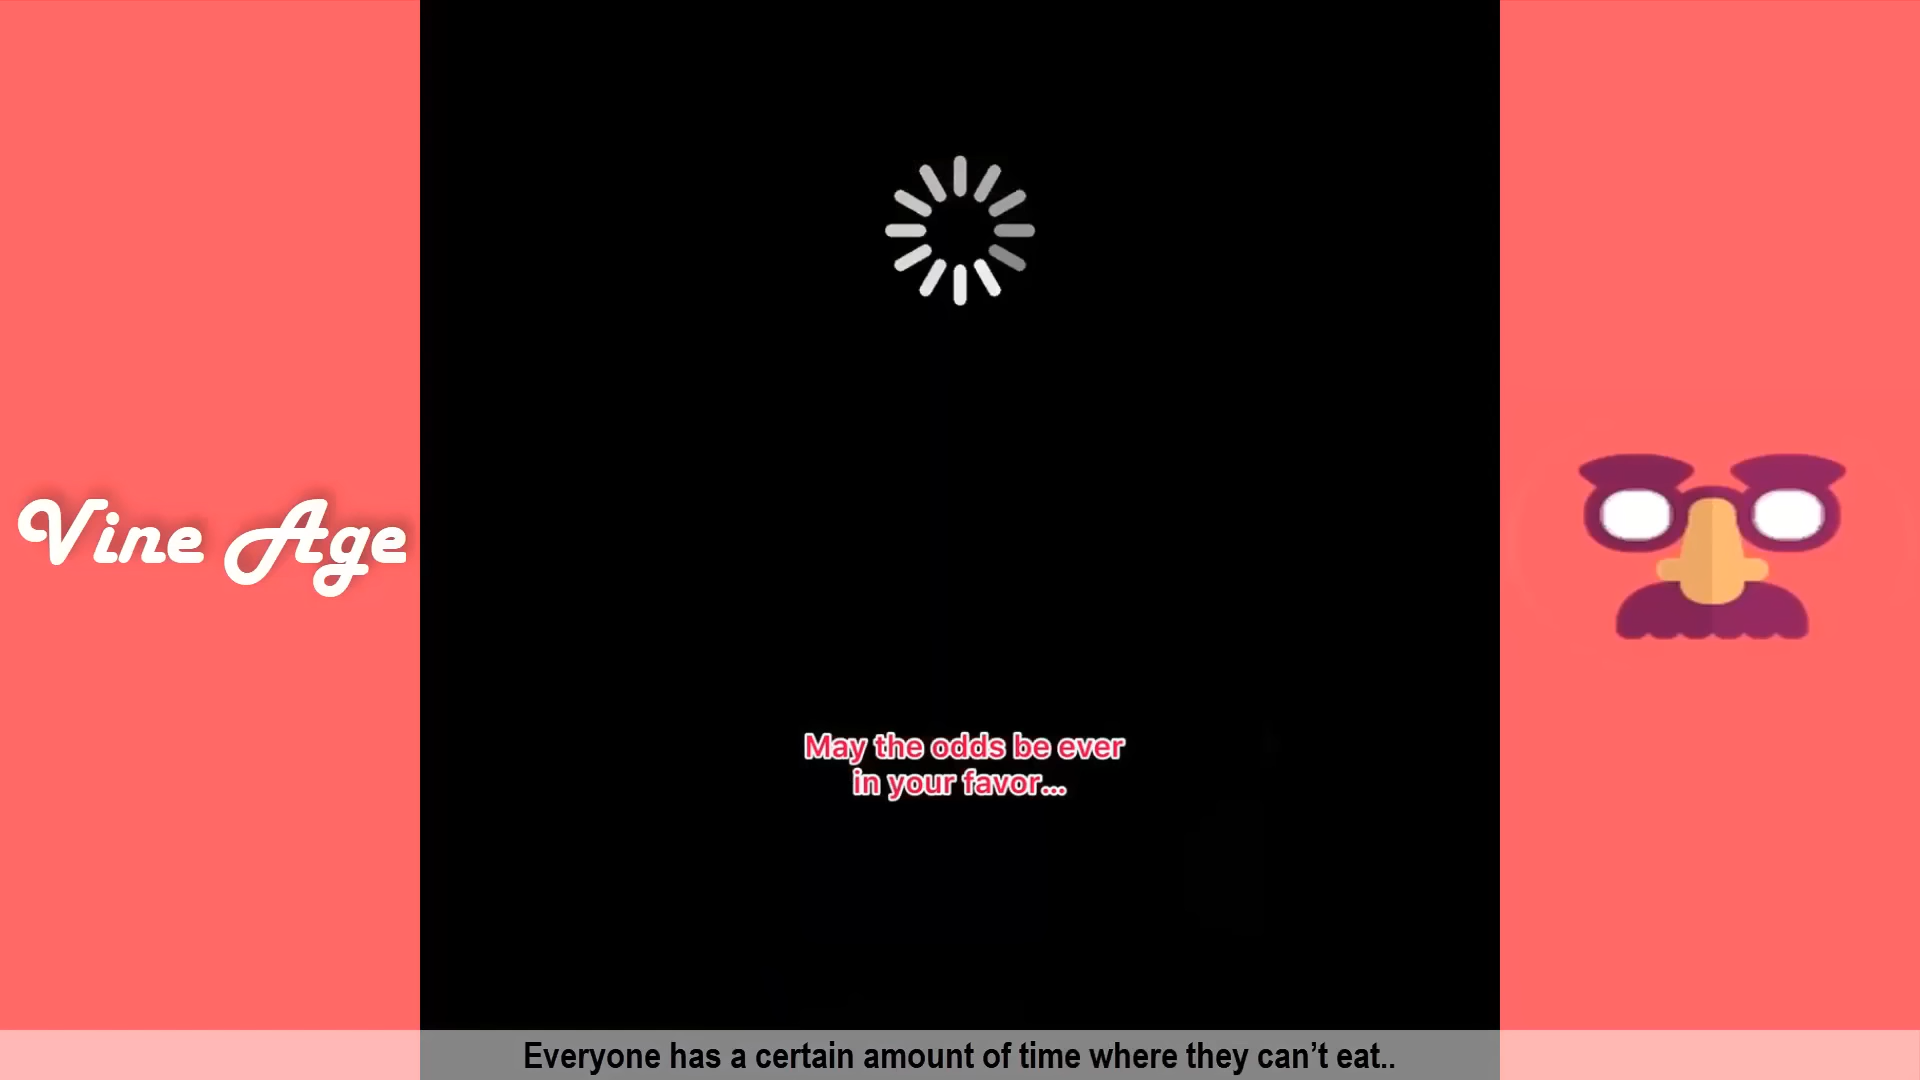 Vine Age
May the odds be ever
in your favor...
Everyone has a certain amount of time where they can’t eat..